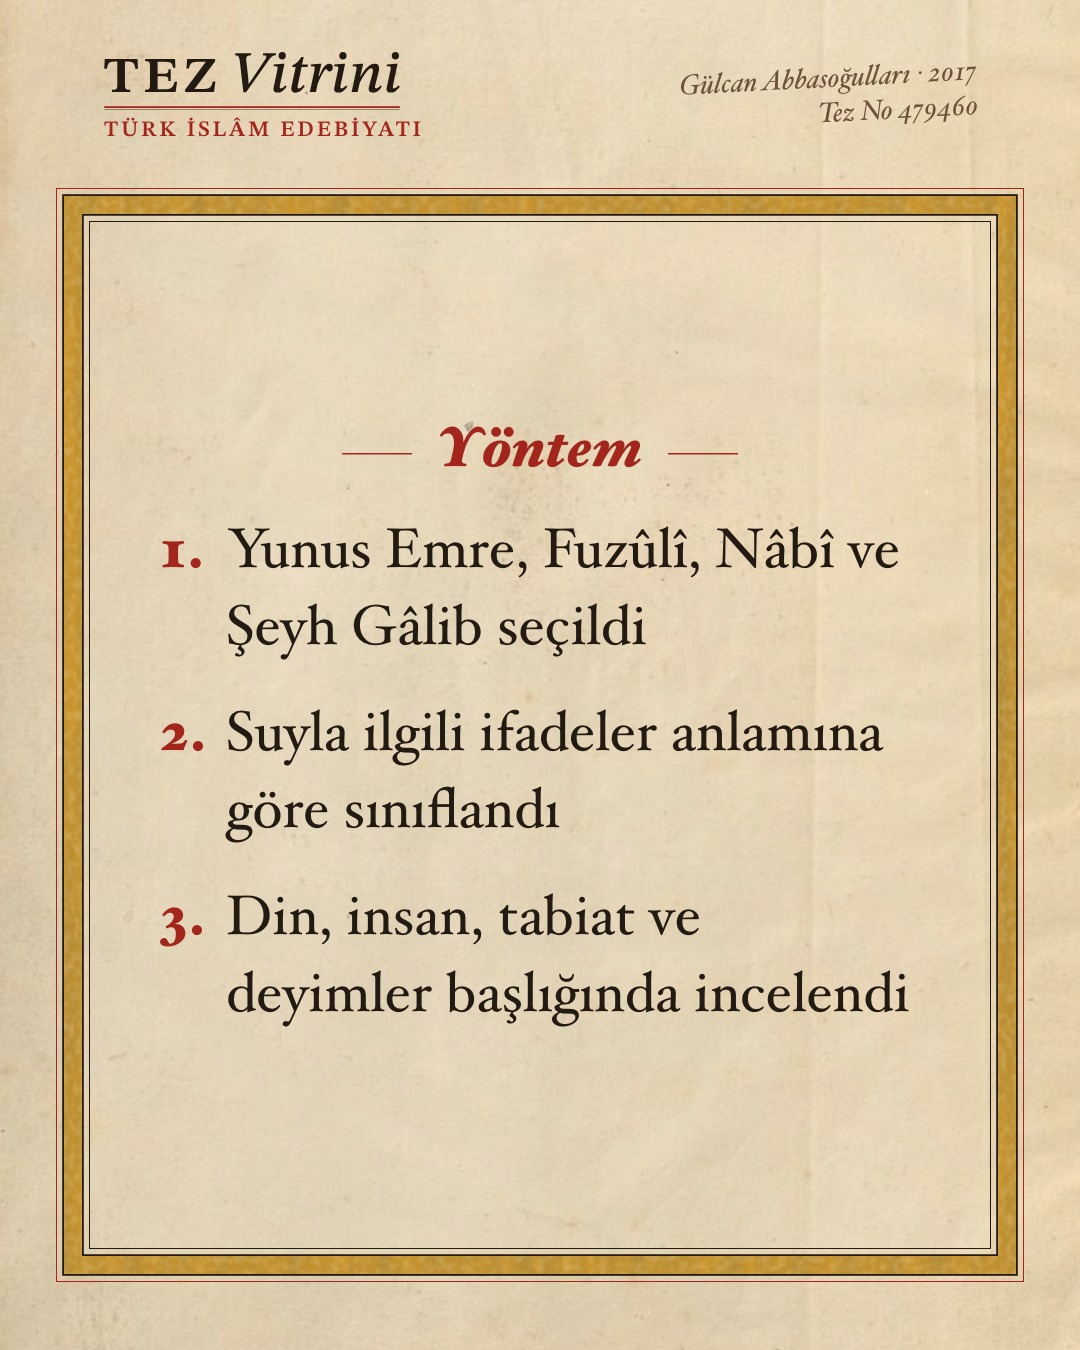 TEZ Vitrini
TÜRK İSLÂM EDEBİYATI
Gülcan Abbasoğulları · 2017
Tez No 479460
Yöntem
1. Yunus Emre, Fuzûlî, Nâbî ve
Şeyh Gâlib seçildi
2. Suyla ilgili ifadeler anlamına
göre sınıflandı
3. Din, insan, tabiat ve
deyimler başlığında incelendi